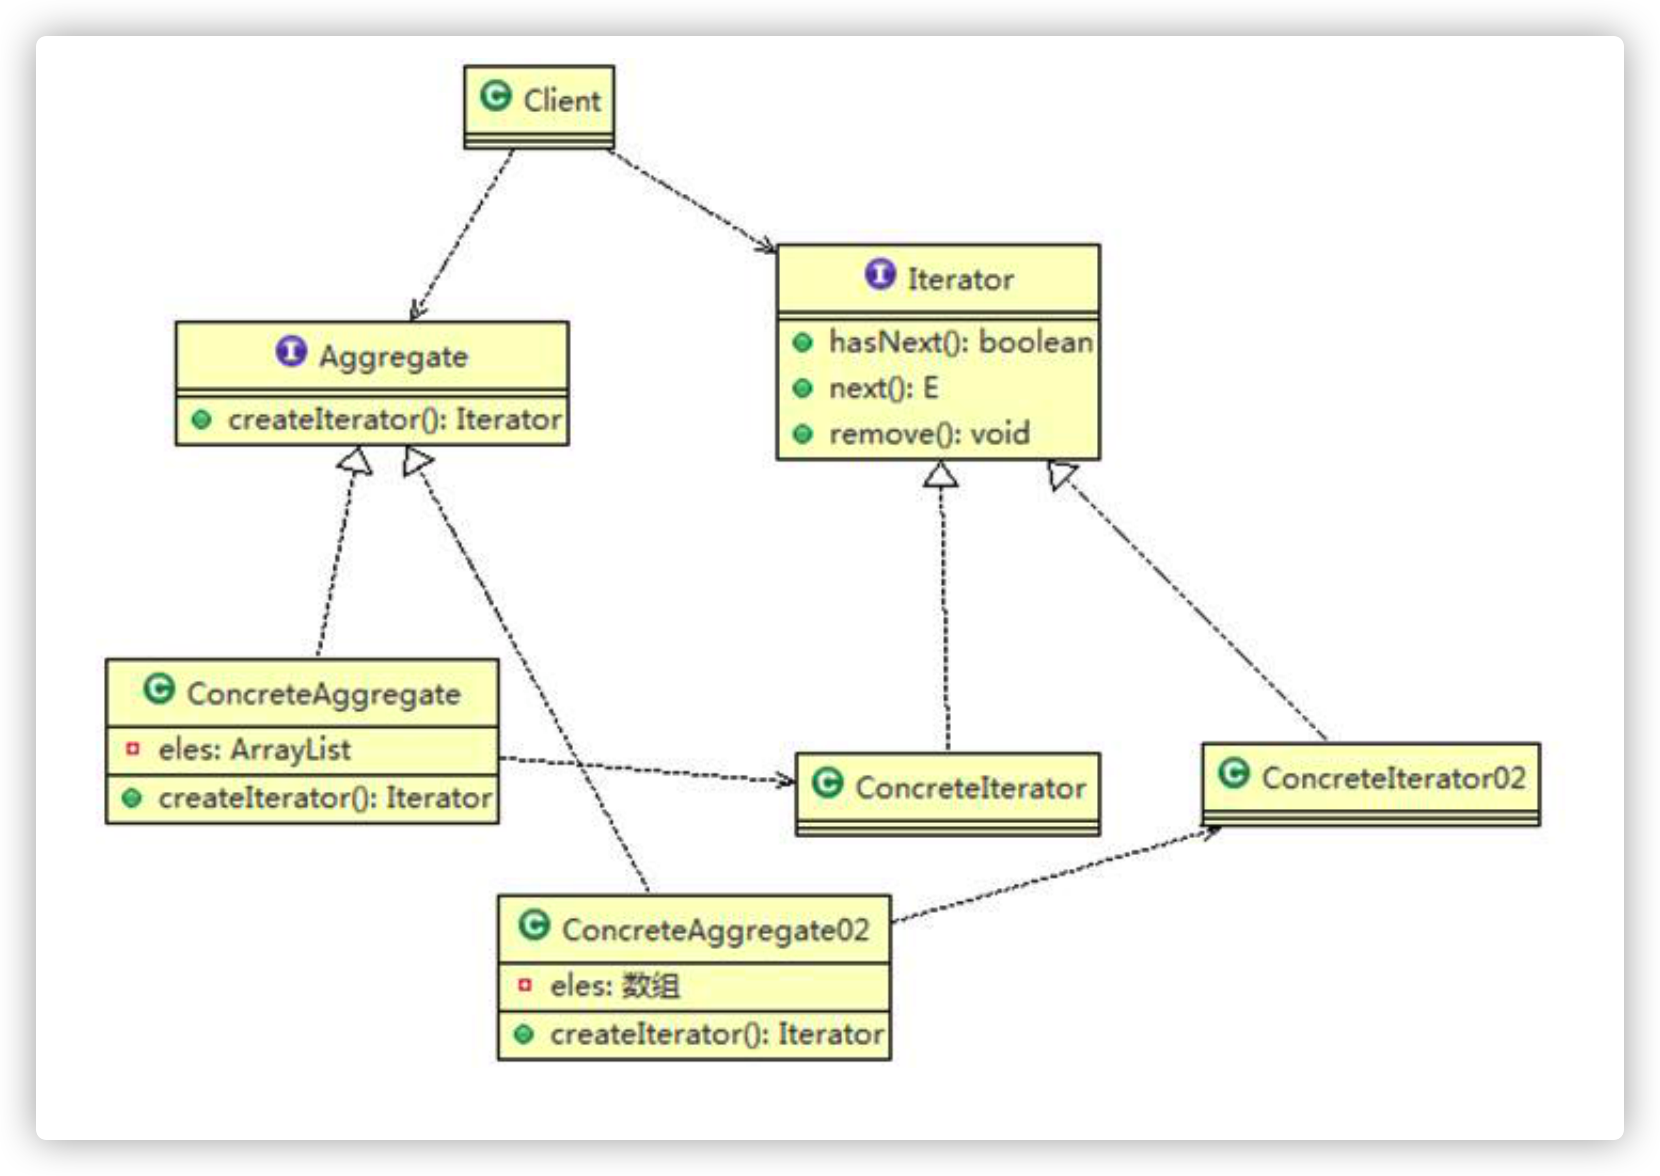 Client
Iterator
hasNext(): boolean
next(): E
remove(): void
Aggregate
createIterator(): Iterator
ConcreteAggregate
eles: ArrayList
createIterator(): Iterator
ConcreteIterator
ConcreteIterator02
ConcreteAggregate02
eles: 数组
createIterator(): Iterator